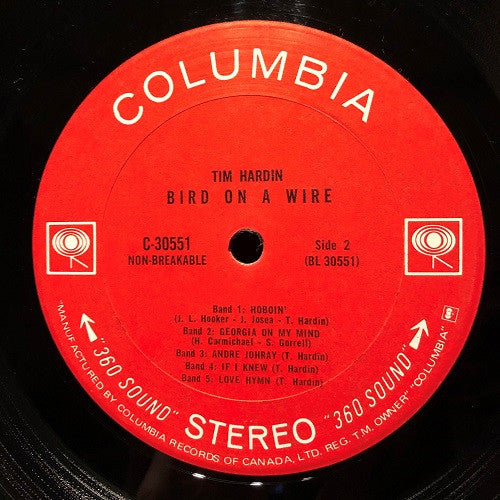 COLUMBIA
TIM HARDIN
BIRD ON A WIRE
C-30551
NON-BREAKABLE
Side 2
(BL 30551)
Band 1: HOBOIN'
(J. L. Hooker - J. Josea - T. Hardin)
Band 2: GEORGIA ON MY MIND
(H. Carmichael - S. Gorrell)
Band 3: ANDRE JOHRAY (T. Hardin)
Band 4: IF I KNEW (T. Hardin)
Band 5: LOVE HYMN (T. Hardin)
"360 SOUND" STEREO "360 SOUND"
"MANUFACTURED BY COLUMBIA RECORDS OF CANADA, LTD. REG. T.M. OWNER" "COLUMBIA"